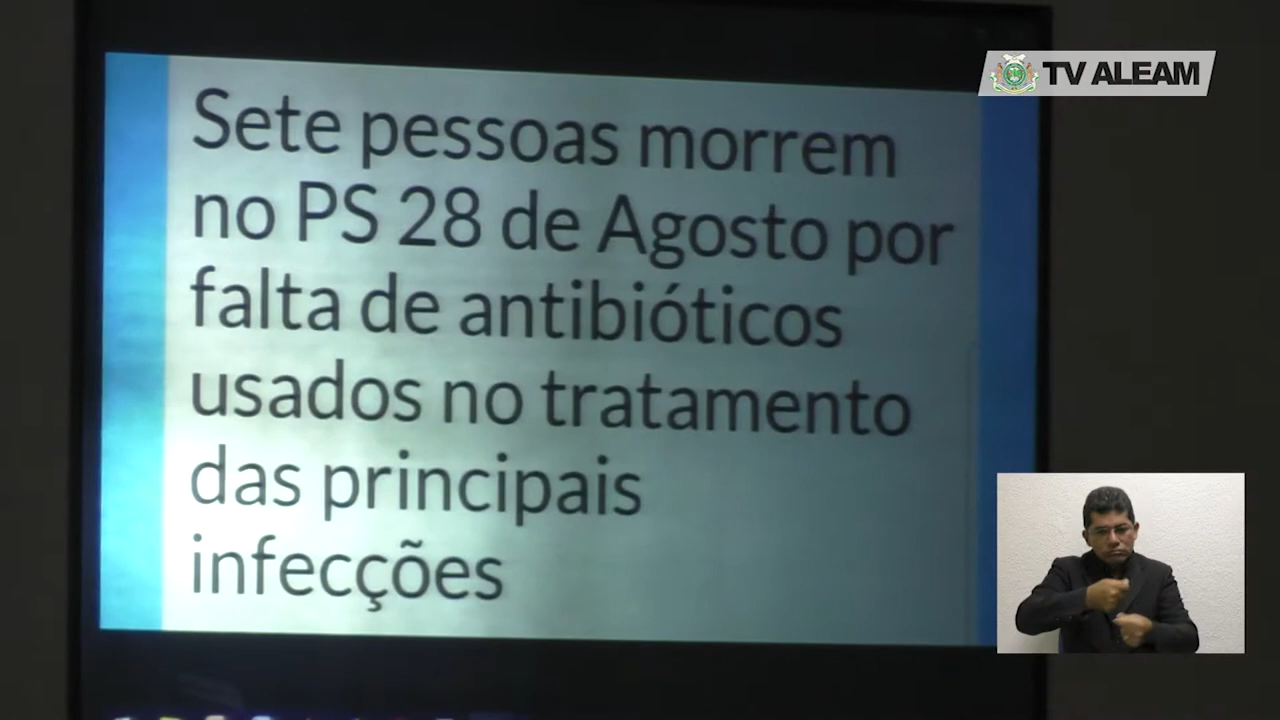 TV ALEAM
Sete pessoas morrem
no PS 28 de Agosto por
falta de antibióticos
usados no tratamento
das principais
infecções